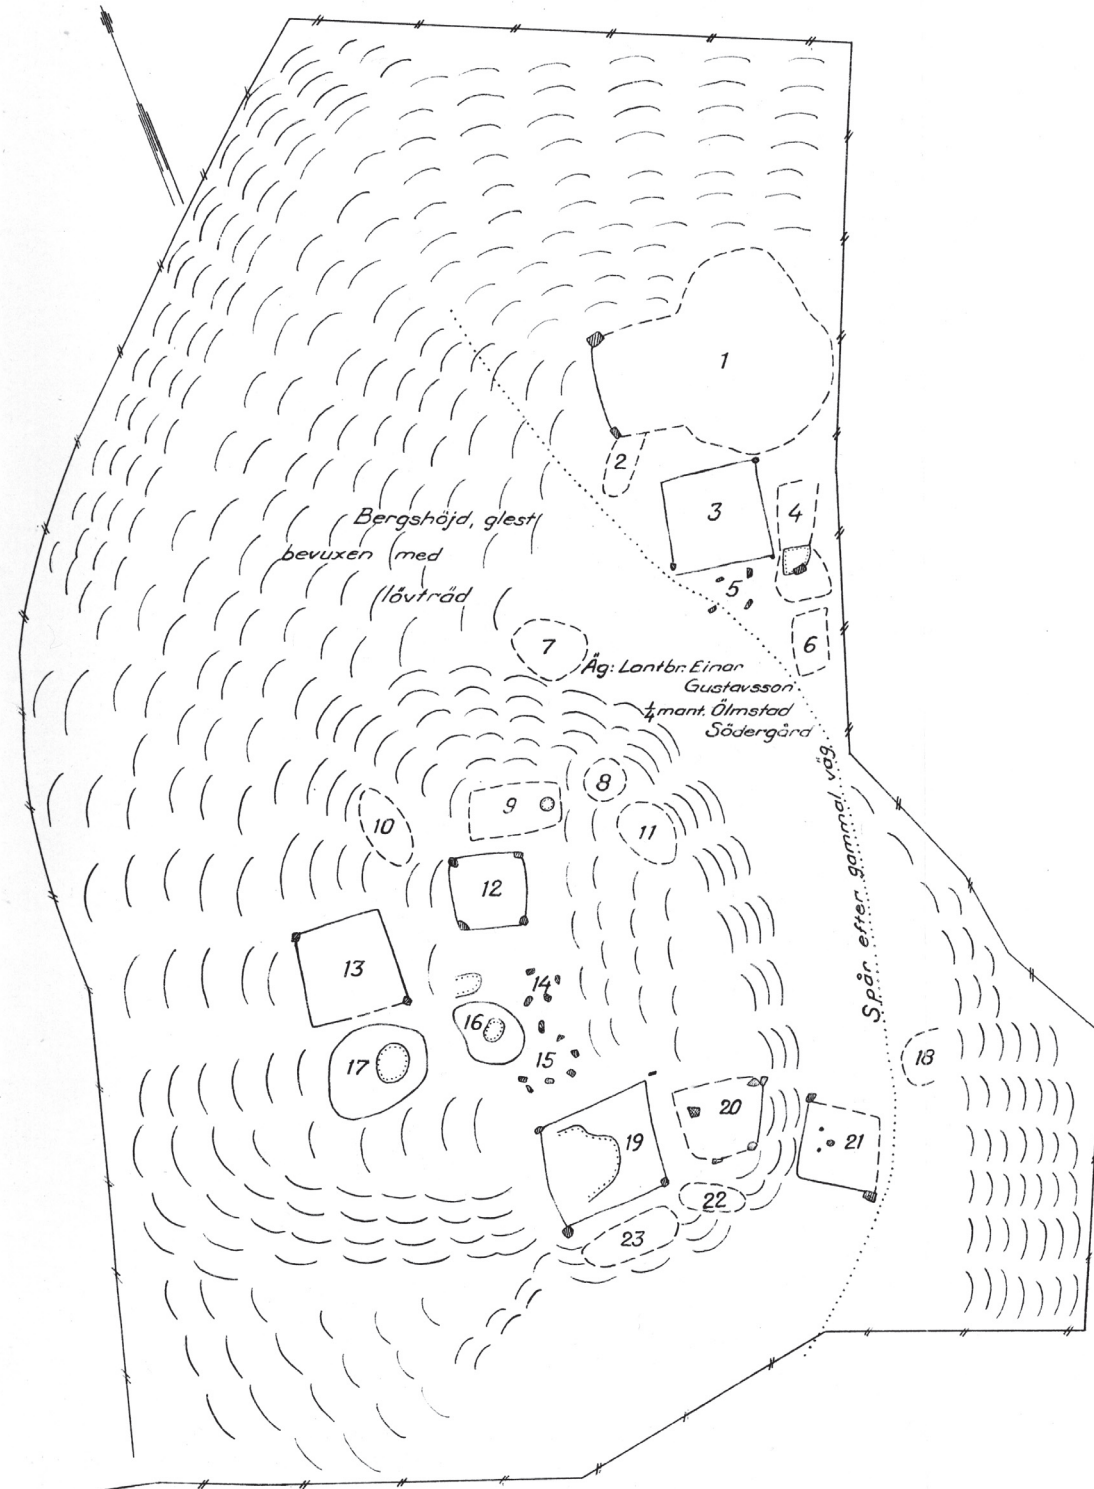 1
2
3
4
5
Bergshöjd, glest
bevuxen med
lövträd
6
7
Äg: Lantbr. Einar
Gustavsson
¼ mant. Ölmstad
Södergård
8
9
10
11
Spår efter gammal väg.
12
13
14
16
15
17
18
19
20
21
22
23